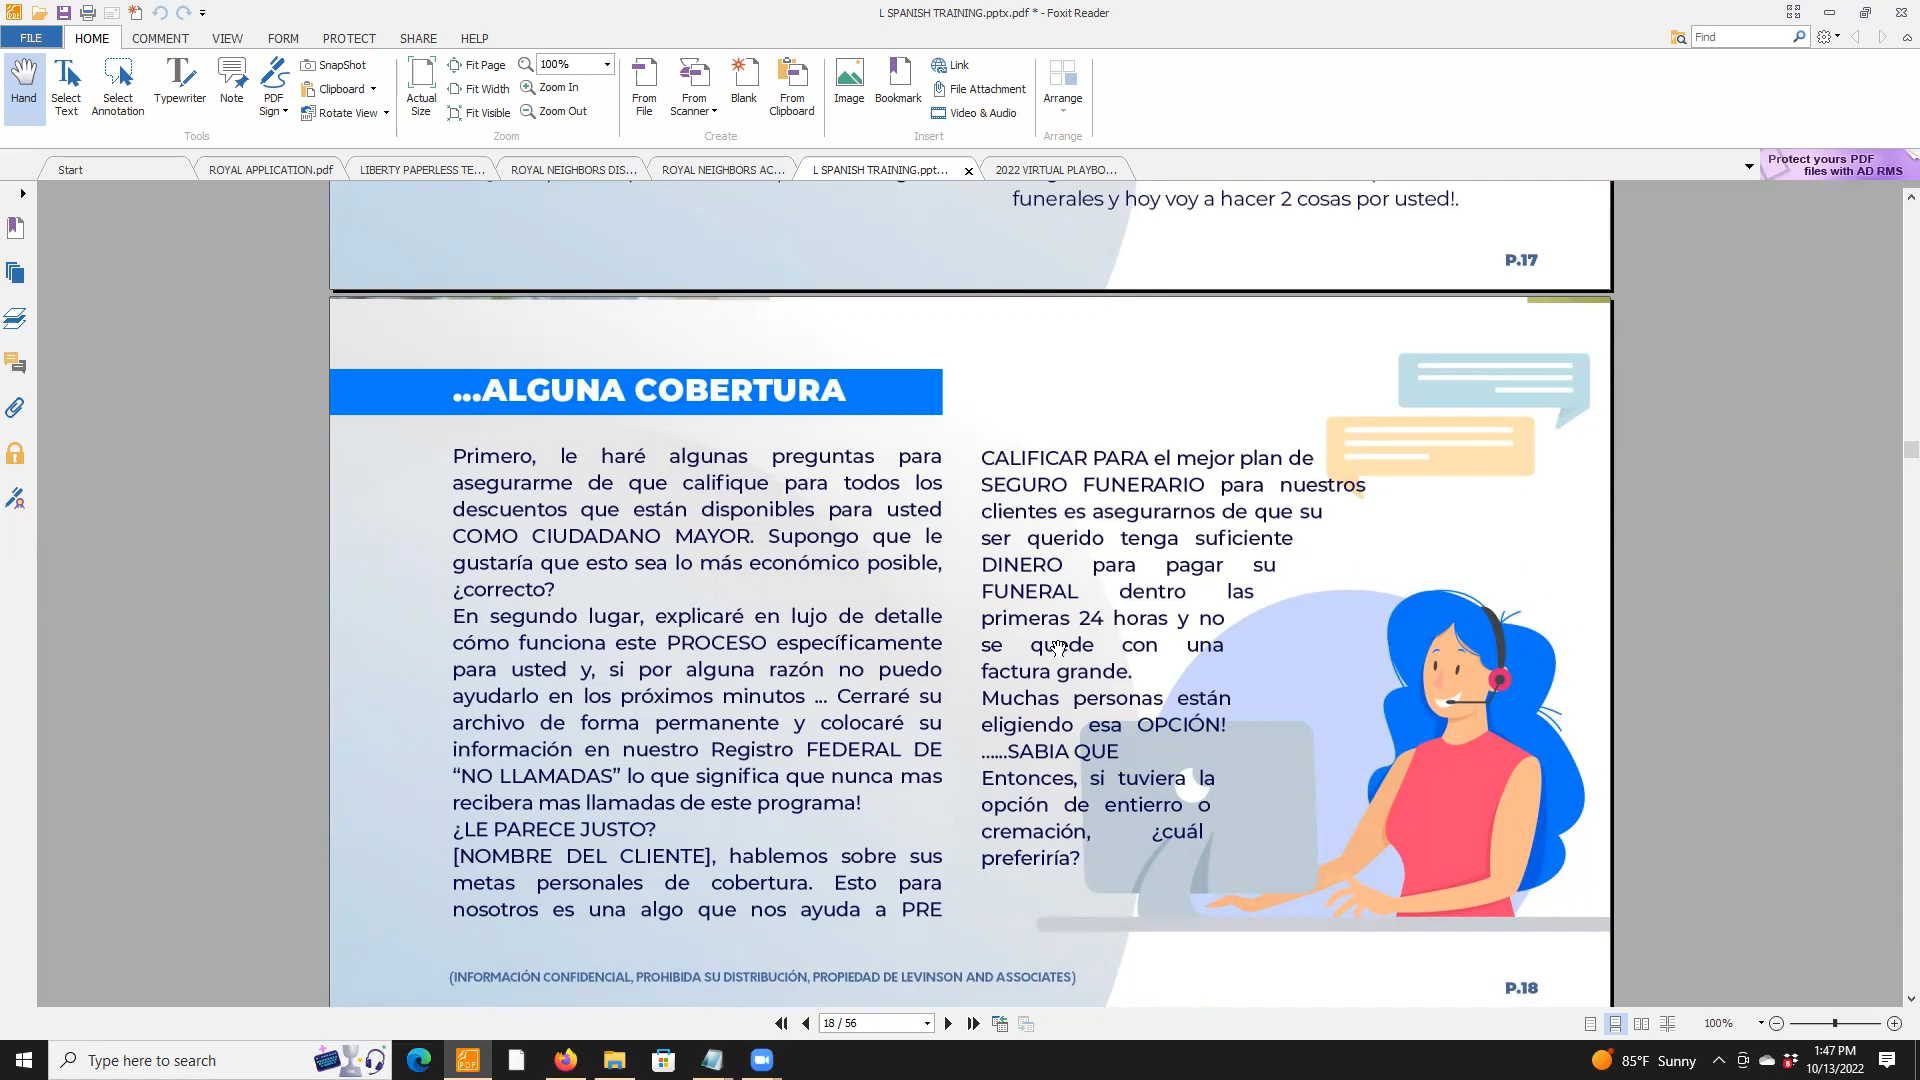 L SPANISH TRAINING.pptx.pdf * - Foxit Reader
FILE
HOME
COMMENT
VIEW
FORM
PROTECT
SHARE
HELP
Find
Hand
Select Text
Select Annotation
Typewriter
Note
PDF Sign
SnapShot
Clipboard
Rotate View
Tools
Actual Size
Fit Page
Fit Width
Fit Visible
100%
Zoom In
Zoom Out
Zoom
From File
From Scanner
Blank
From Clipboard
Create
Image
Bookmark
Link
File Attachment
Video & Audio
Insert
Arrange
Arrange
Start
ROYAL APPLICATION.pdf
LIBERTY PAPERLESS TE...
ROYAL NEIGHBORS DIS...
ROYAL NEIGHBORS AC...
L SPANISH TRAINING.ppt...
2022 VIRTUAL PLAYBO...
Protect yours PDF
files with AD RMS
funerales y hoy voy a hacer 2 cosas por usted!.
P.17
...ALGUNA COBERTURA
Primero, le haré algunas preguntas para
asegurarme de que califique para todos los
descuentos que están disponibles para usted
COMO CIUDADANO MAYOR. Supongo que le
gustaría que esto sea lo más económico posible,
¿correcto?
En segundo lugar, explicaré en lujo de detalle
cómo funciona este PROCESO específicamente
para usted y, si por alguna razón no puedo
ayudarlo en los próximos minutos ... Cerraré su
archivo de forma permanente y colocaré su
información en nuestro Registro FEDERAL DE
“NO LLAMADAS” lo que significa que nunca mas
recibera mas llamadas de este programa!
¿LE PARECE JUSTO?
[NOMBRE DEL CLIENTE], hablemos sobre sus
metas personales de cobertura. Esto para
nosotros es una algo que nos ayuda a PRE
CALIFICAR PARA el mejor plan de
SEGURO FUNERARIO para nuestros
clientes es asegurarnos de que su
ser querido tenga suficiente
DINERO para pagar su
FUNERAL dentro las
primeras 24 horas y no
se quede con una
factura grande.
Muchas personas están
eligiendo esa OPCIÓN!
......SABIA QUE
Entonces, si tuviera la
opción de entierro o
cremación, ¿cuál
preferiría?
(INFORMACIÓN CONFIDENCIAL, PROHIBIDA SU DISTRIBUCIÓN, PROPIEDAD DE LEVINSON AND ASSOCIATES)
P.18
18 / 56
100%
Type here to search
85°F Sunny
1:47 PM
10/13/2022